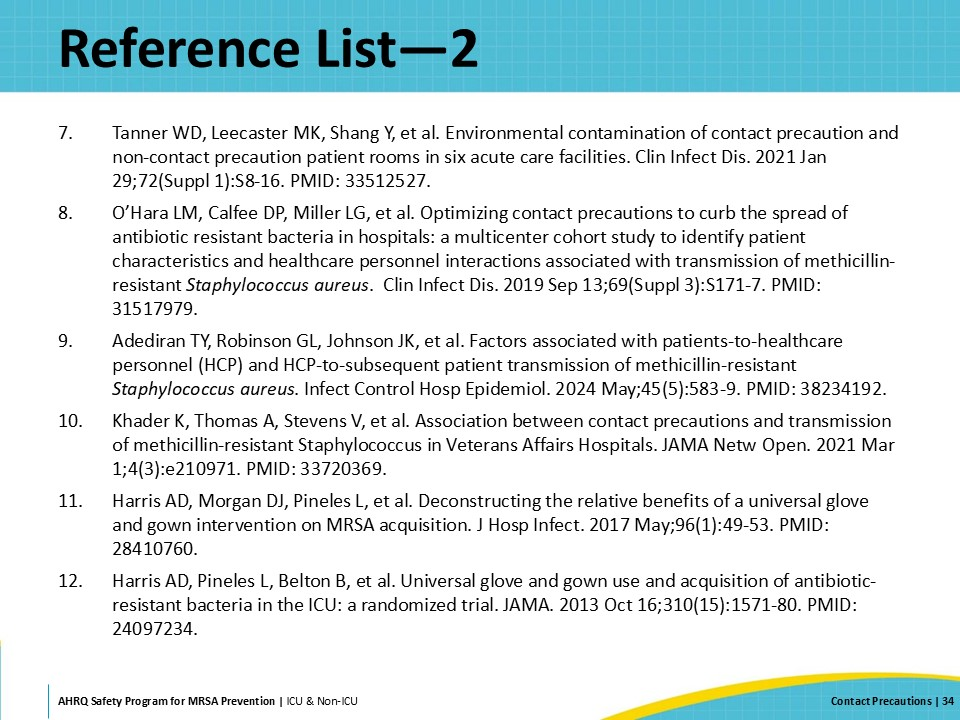 Reference List—2
7. Tanner WD, Leecaster MK, Shang Y, et al. Environmental contamination of contact precaution and
non-contact precaution patient rooms in six acute care facilities. Clin Infect Dis. 2021 Jan
29;72(Suppl 1):S8-16. PMID: 33512527.
8. O’Hara LM, Calfee DP, Miller LG, et al. Optimizing contact precautions to curb the spread of
antibiotic resistant bacteria in hospitals: a multicenter cohort study to identify patient
characteristics and healthcare personnel interactions associated with transmission of methicillin-
resistant Staphylococcus aureus.  Clin Infect Dis. 2019 Sep 13;69(Suppl 3):S171-7. PMID:
31517979.
9. Adediran TY, Robinson GL, Johnson JK, et al. Factors associated with patients-to-healthcare
personnel (HCP) and HCP-to-subsequent patient transmission of methicillin-resistant
Staphylococcus aureus. Infect Control Hosp Epidemiol. 2024 May;45(5):583-9. PMID: 38234192.
10. Khader K, Thomas A, Stevens V, et al. Association between contact precautions and transmission
of methicillin-resistant Staphylococcus in Veterans Affairs Hospitals. JAMA Netw Open. 2021 Mar
1;4(3):e210971. PMID: 33720369.
11. Harris AD, Morgan DJ, Pineles L, et al. Deconstructing the relative benefits of a universal glove
and gown intervention on MRSA acquisition. J Hosp Infect. 2017 May;96(1):49-53. PMID:
28410760.
12. Harris AD, Pineles L, Belton B, et al. Universal glove and gown use and acquisition of antibiotic-
resistant bacteria in the ICU: a randomized trial. JAMA. 2013 Oct 16;310(15):1571-80. PMID:
24097234.
AHRQ Safety Program for MRSA Prevention | ICU & Non-ICU
Contact Precautions | 34